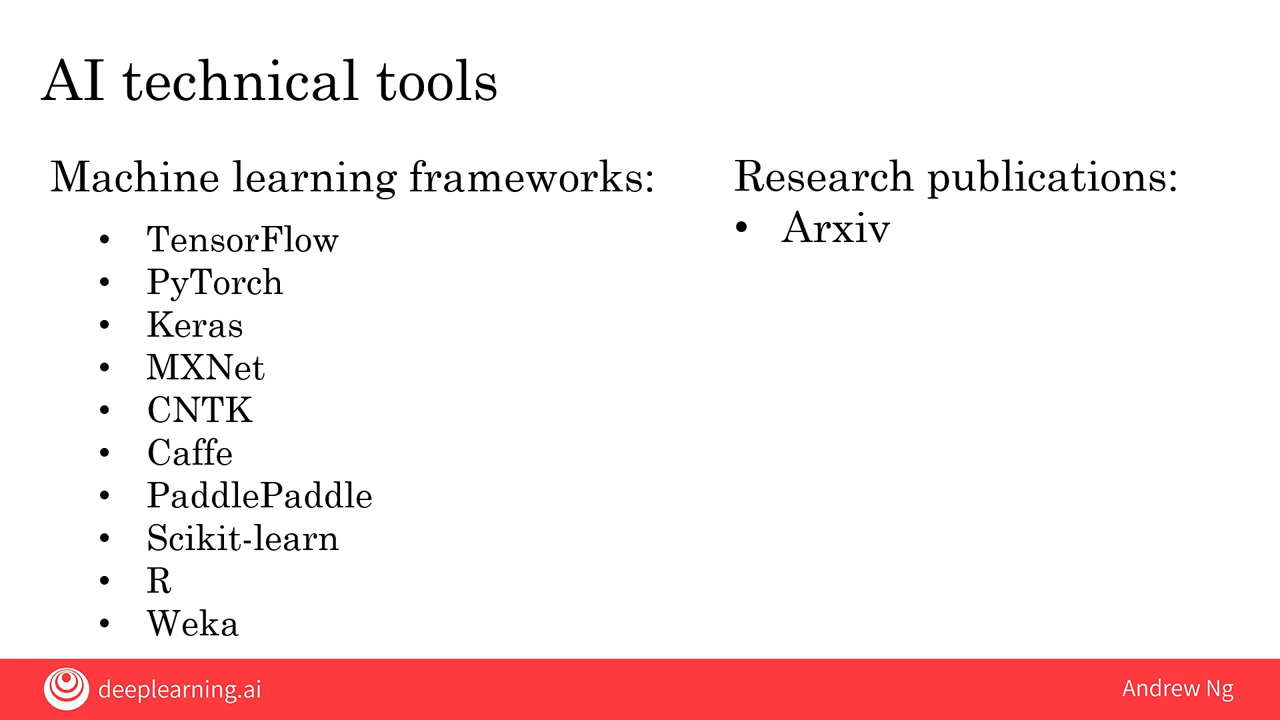 AI technical tools
Machine learning frameworks:
• TensorFlow
• PyTorch
• Keras
• MXNet
• CNTK
• Caffe
• PaddlePaddle
• Scikit-learn
• R
• Weka
Research publications:
• Arxiv
deeplearning.ai
Andrew Ng